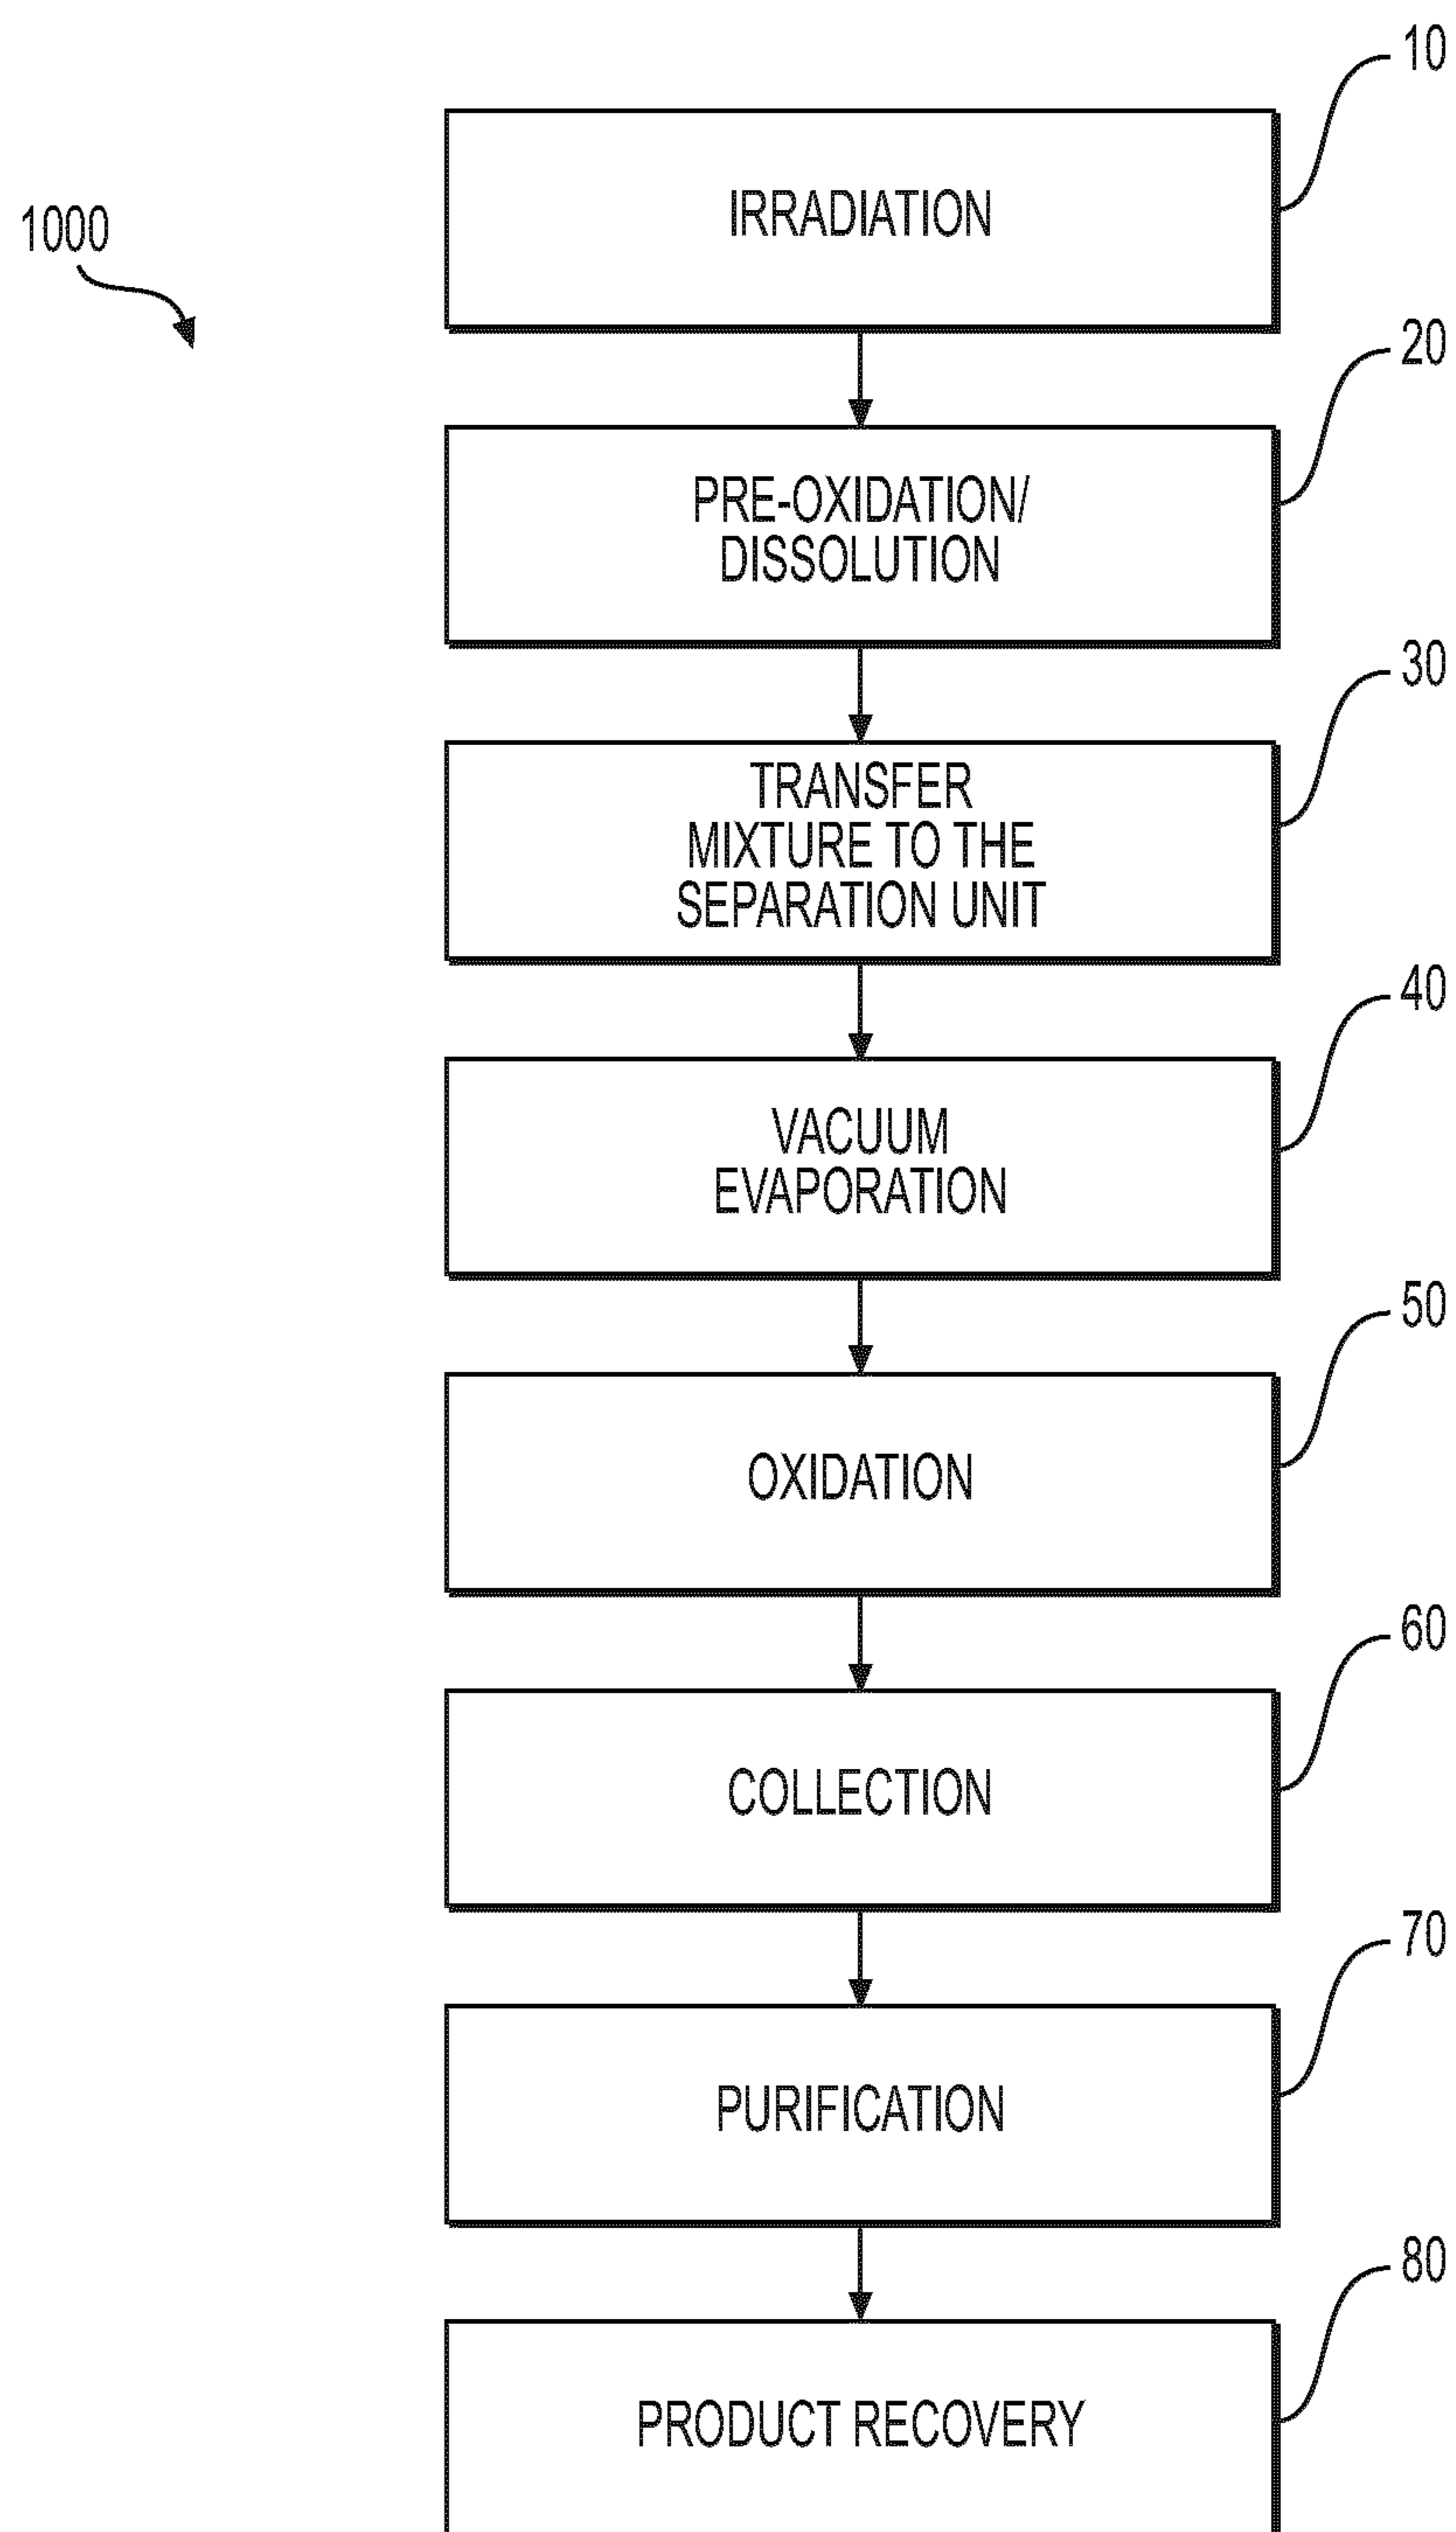 10
IRRADIATION
1000
20
PRE-OXIDATION/
DISSOLUTION
30
TRANSFER
MIXTURE TO THE
SEPARATION UNIT
40
VACUUM
EVAPORATION
50
OXIDATION
60
COLLECTION
70
PURIFICATION
80
PRODUCT RECOVERY